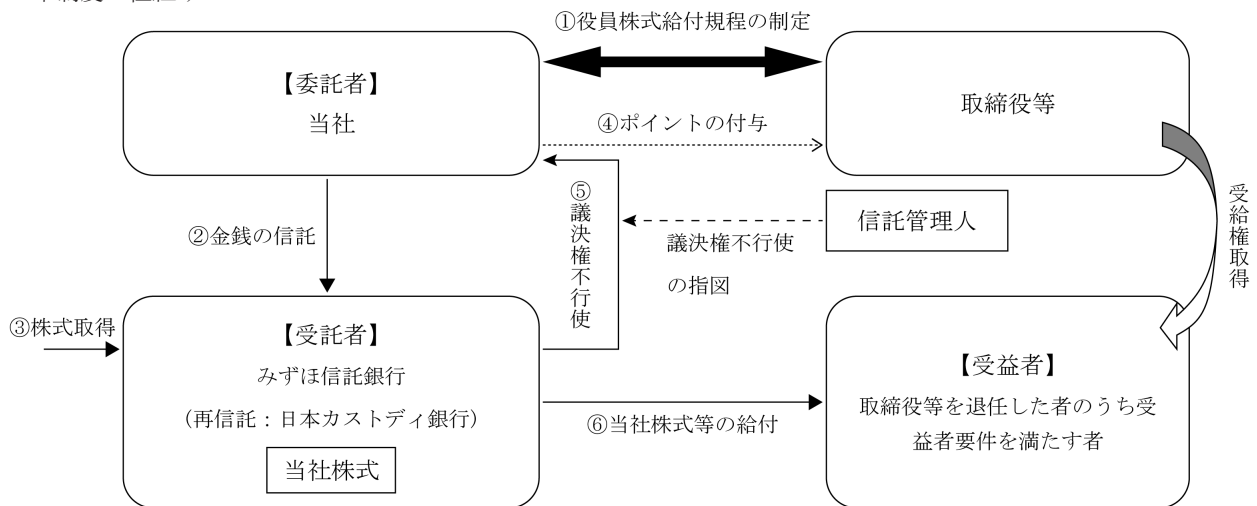 ①役員株式給付規程の制定
【委託者】
当社
取締役等
④ポイントの付与
②金銭の信託
⑤議決権不行使
信託管理人
議決権不行使
の指図
受給権取得
③株式取得
【受託者】
みずほ信託銀行
（再信託：日本カストディ銀行）
当社株式
⑥当社株式等の給付
【受益者】
取締役等を退任した者のうち受
益者要件を満たす者